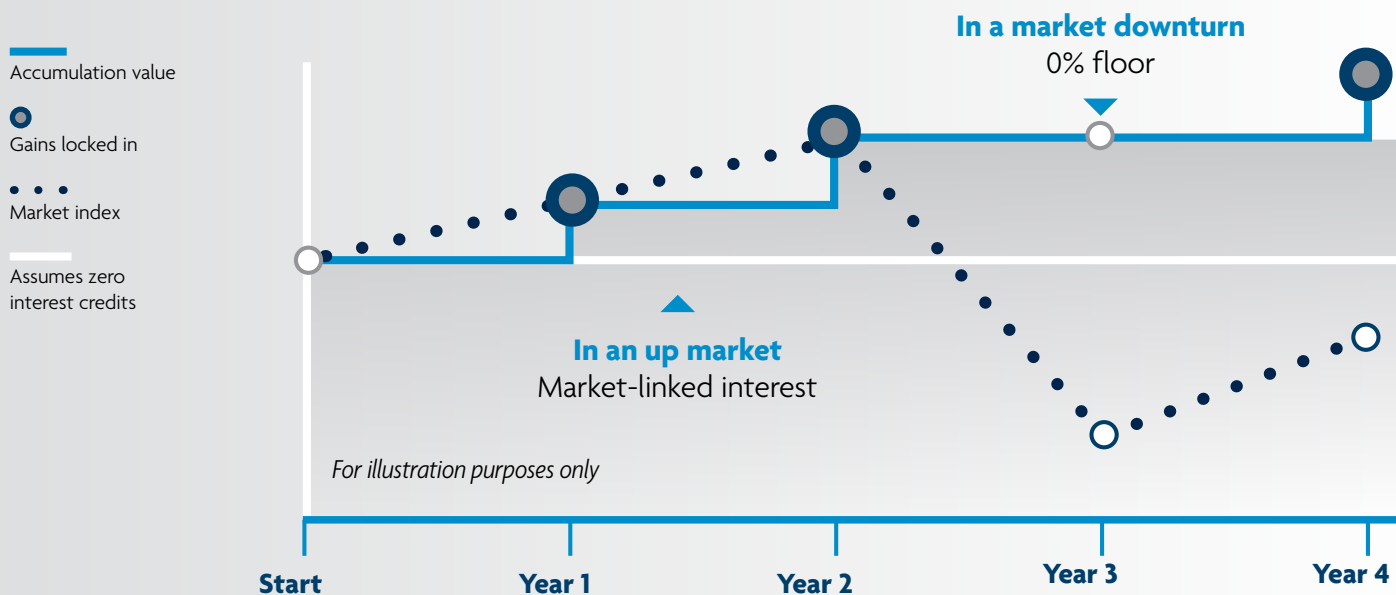 Accumulation value
Gains locked in
Market index
Assumes zero
interest credits
In a market downturn
0% floor
In an up market
Market-linked interest
For illustration purposes only
Start
Year 1
Year 2
Year 3
Year 4